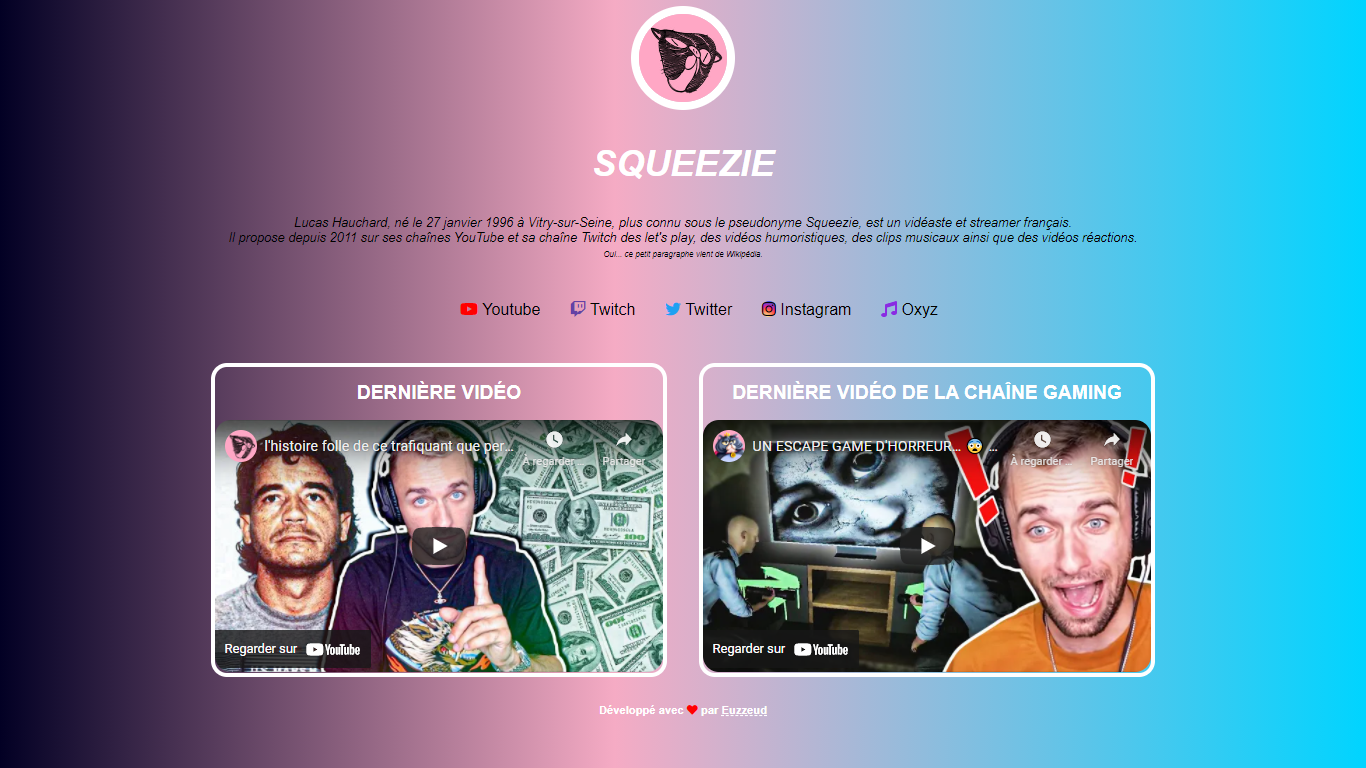 SQUEEZIE
Lucas Hauchard, né le 27 janvier 1996 à Vitry-sur-Seine, plus connu sous le pseudonyme Squeezie, est un vidéaste et streamer français.
Il propose depuis 2011 sur ses chaînes YouTube et sa chaîne Twitch des let's play, des vidéos humoristiques, des clips musicaux ainsi que des vidéos réactions.
Oui... ce petit paragraphe vient de Wikipédia.
Youtube Twitch Twitter Instagram Oxyz
DERNIÈRE VIDÉO
l'histoire folle de ce trafiquant que per...
À regarder ...
Partager
100
Regarder sur YouTube
DERNIÈRE VIDÉO DE LA CHAÎNE GAMING
UN ESCAPE GAME D'HORREUR... 😨 ...
À regarder ...
Partager
Regarder sur YouTube
Développé avec ❤ par Euzzeud